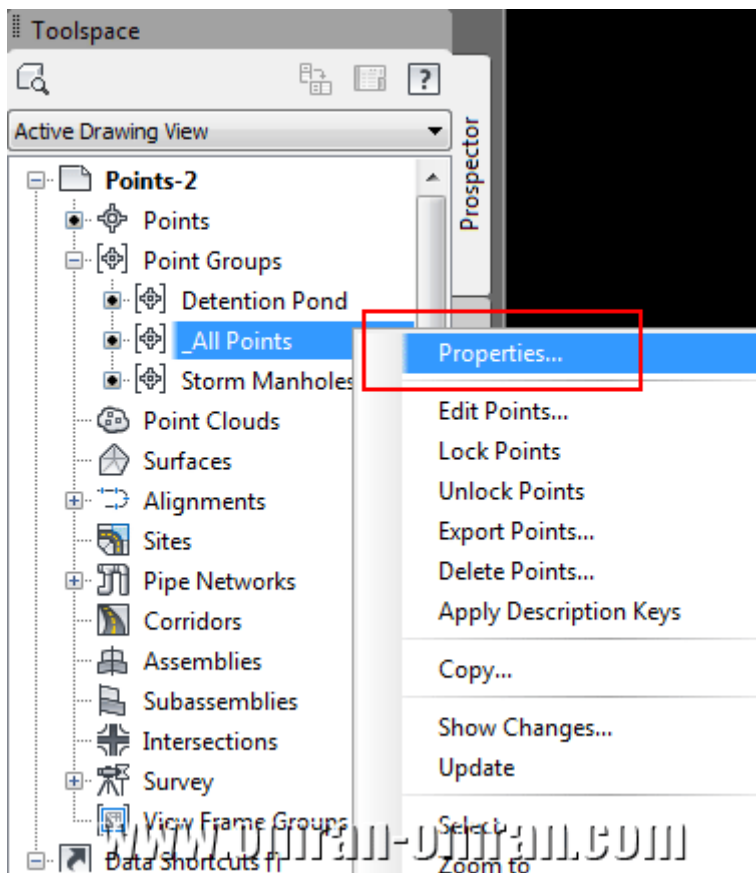 Toolspace
?
Active Drawing View
Prospector
Points-2
Points
Point Groups
Detention Pond
_All Points
Storm Manholes
Point Clouds
Surfaces
Alignments
Sites
Pipe Networks
Corridors
Assemblies
Subassemblies
Intersections
Survey
View Frame Groups
Data Shortcuts []
Properties...
Edit Points...
Lock Points
Unlock Points
Export Points...
Delete Points...
Apply Description Keys
Copy...
Show Changes...
Update
Select
Zoom to
www.omran-omran.com